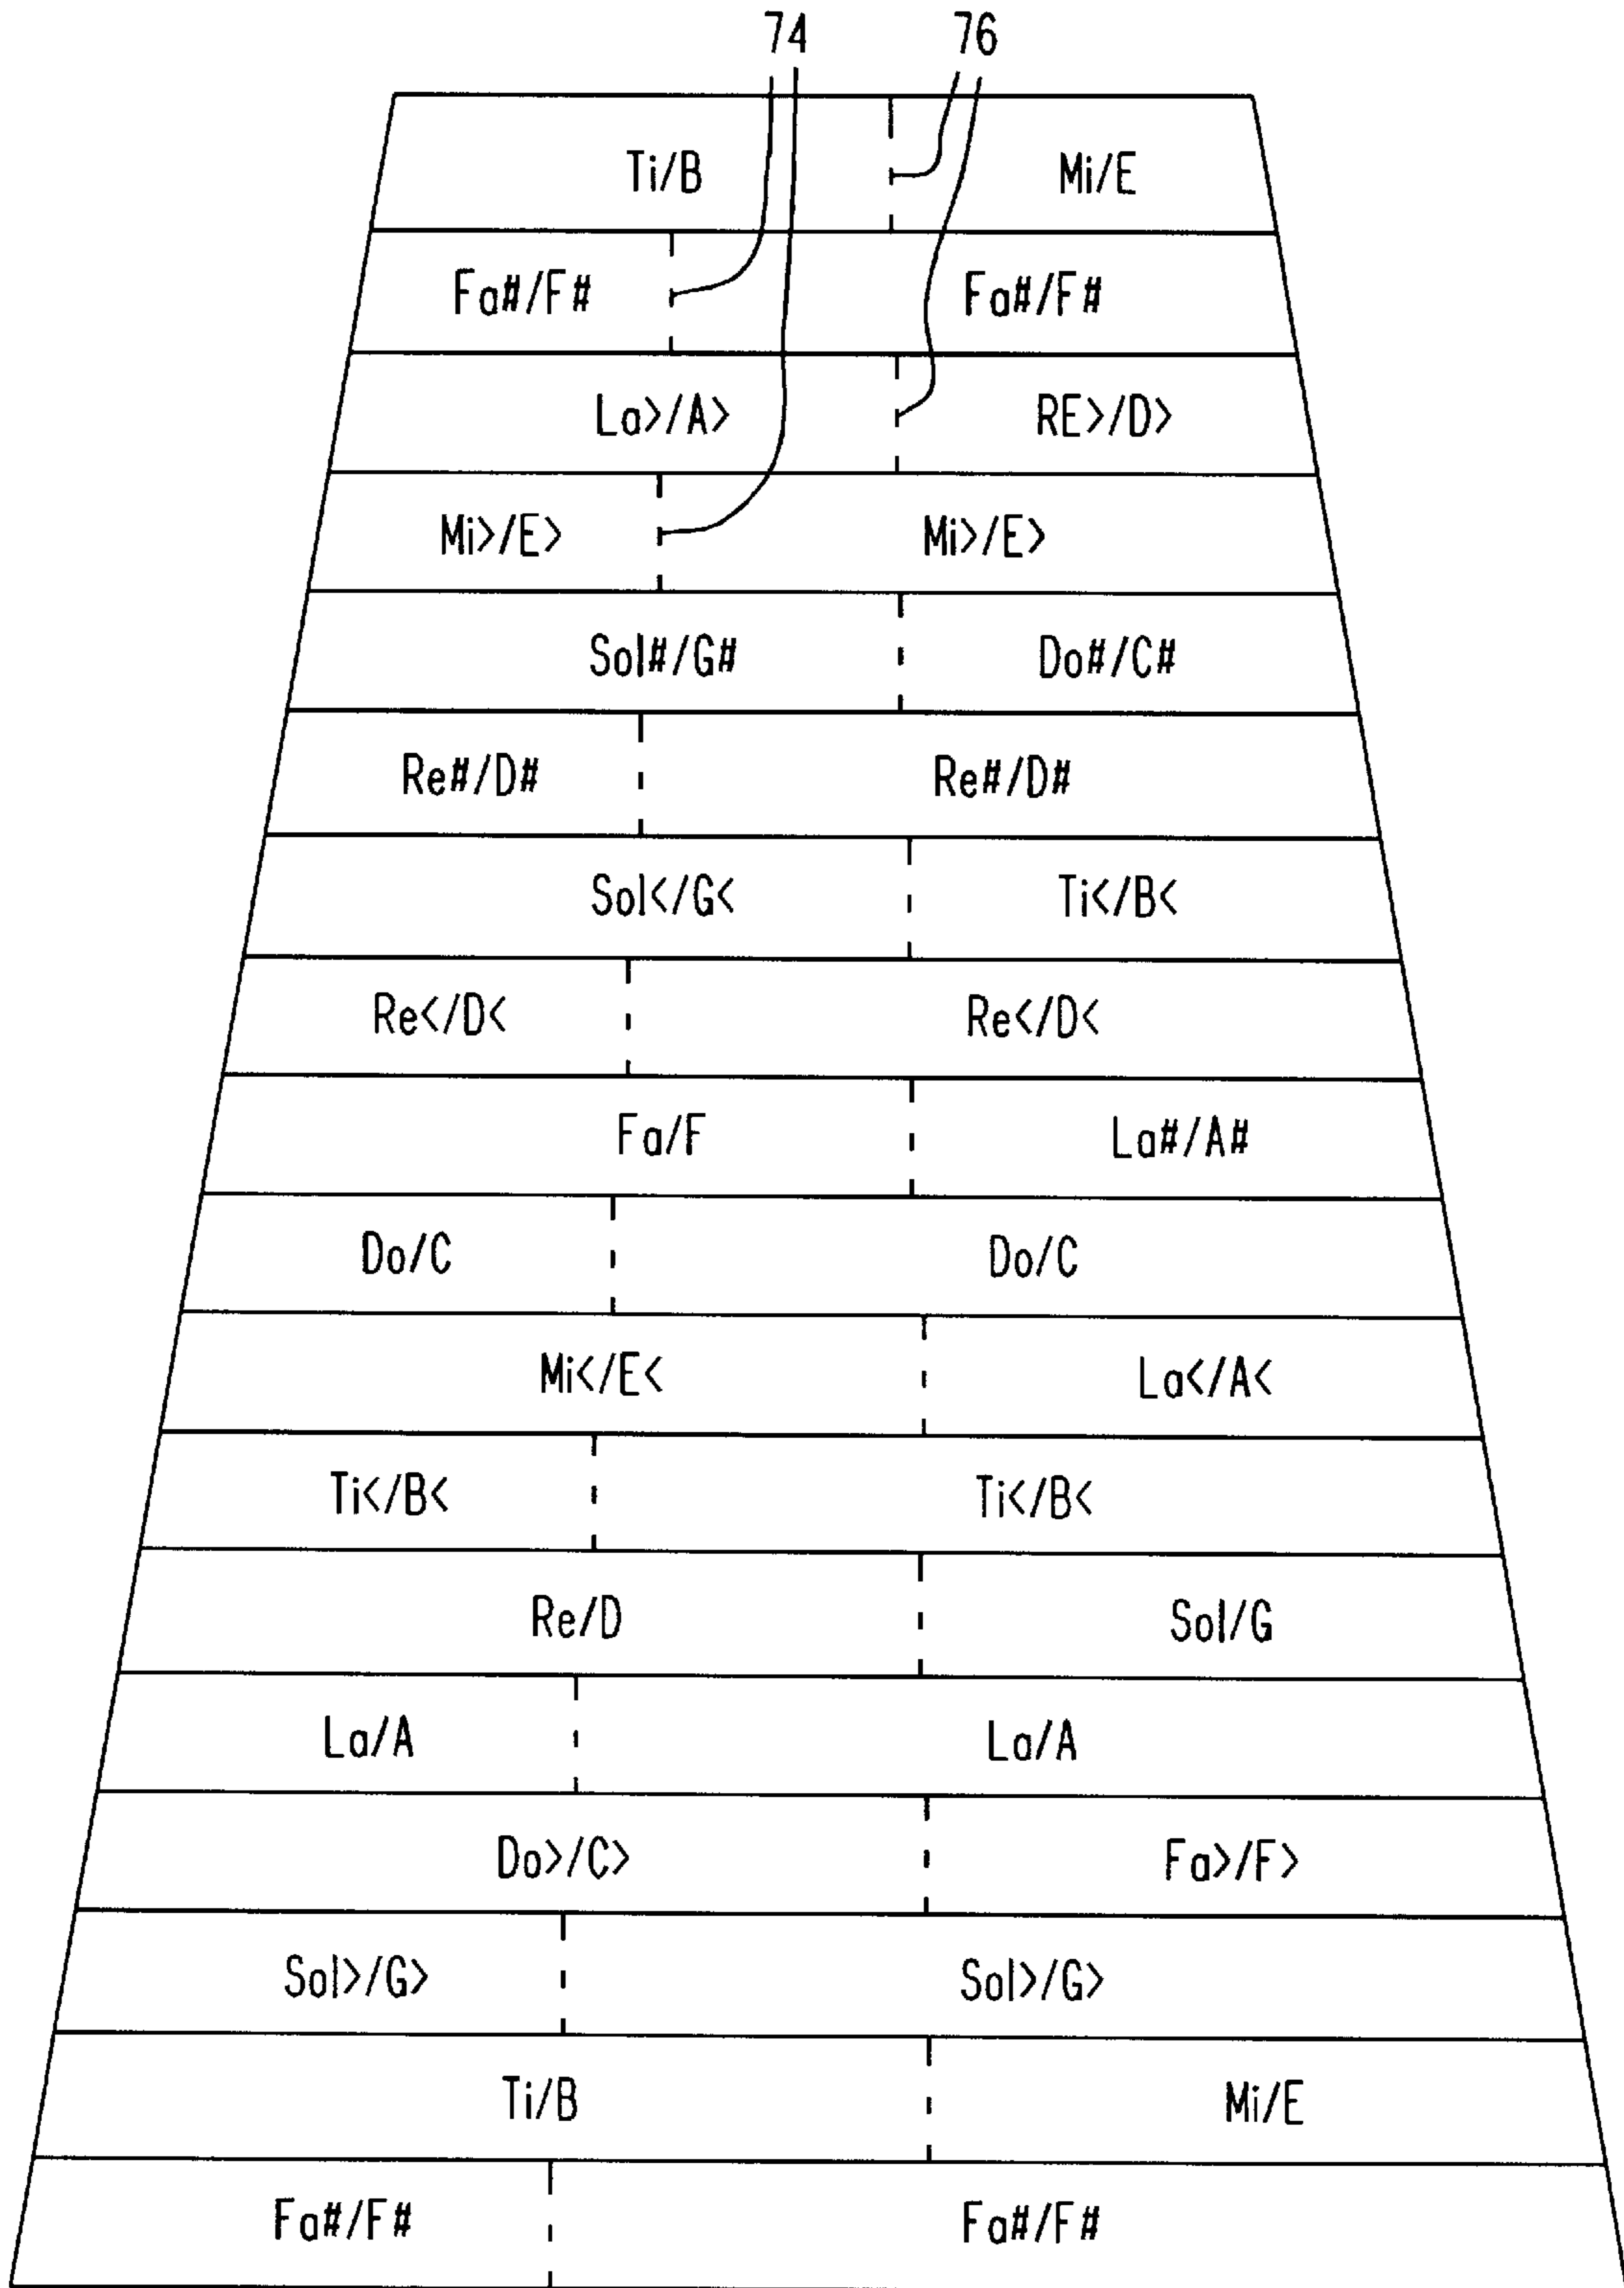 74 76
Ti/B Mi/E
Fa#/F# Fa#/F#
La>/A> RE>/D>
Mi>/E> Mi>/E>
Sol#/G# Do#/C#
Re#/D# Re#/D#
Sol</G< Ti</B<
Re</D< Re</D<
Fa/F La#/A#
Do/C Do/C
Mi</E< La</A<
Ti</B< Ti</B<
Re/D Sol/G
La/A La/A
Do>/C> Fa>/F>
Sol>/G> Sol>/G>
Ti/B Mi/E
Fa#/F# Fa#/F#